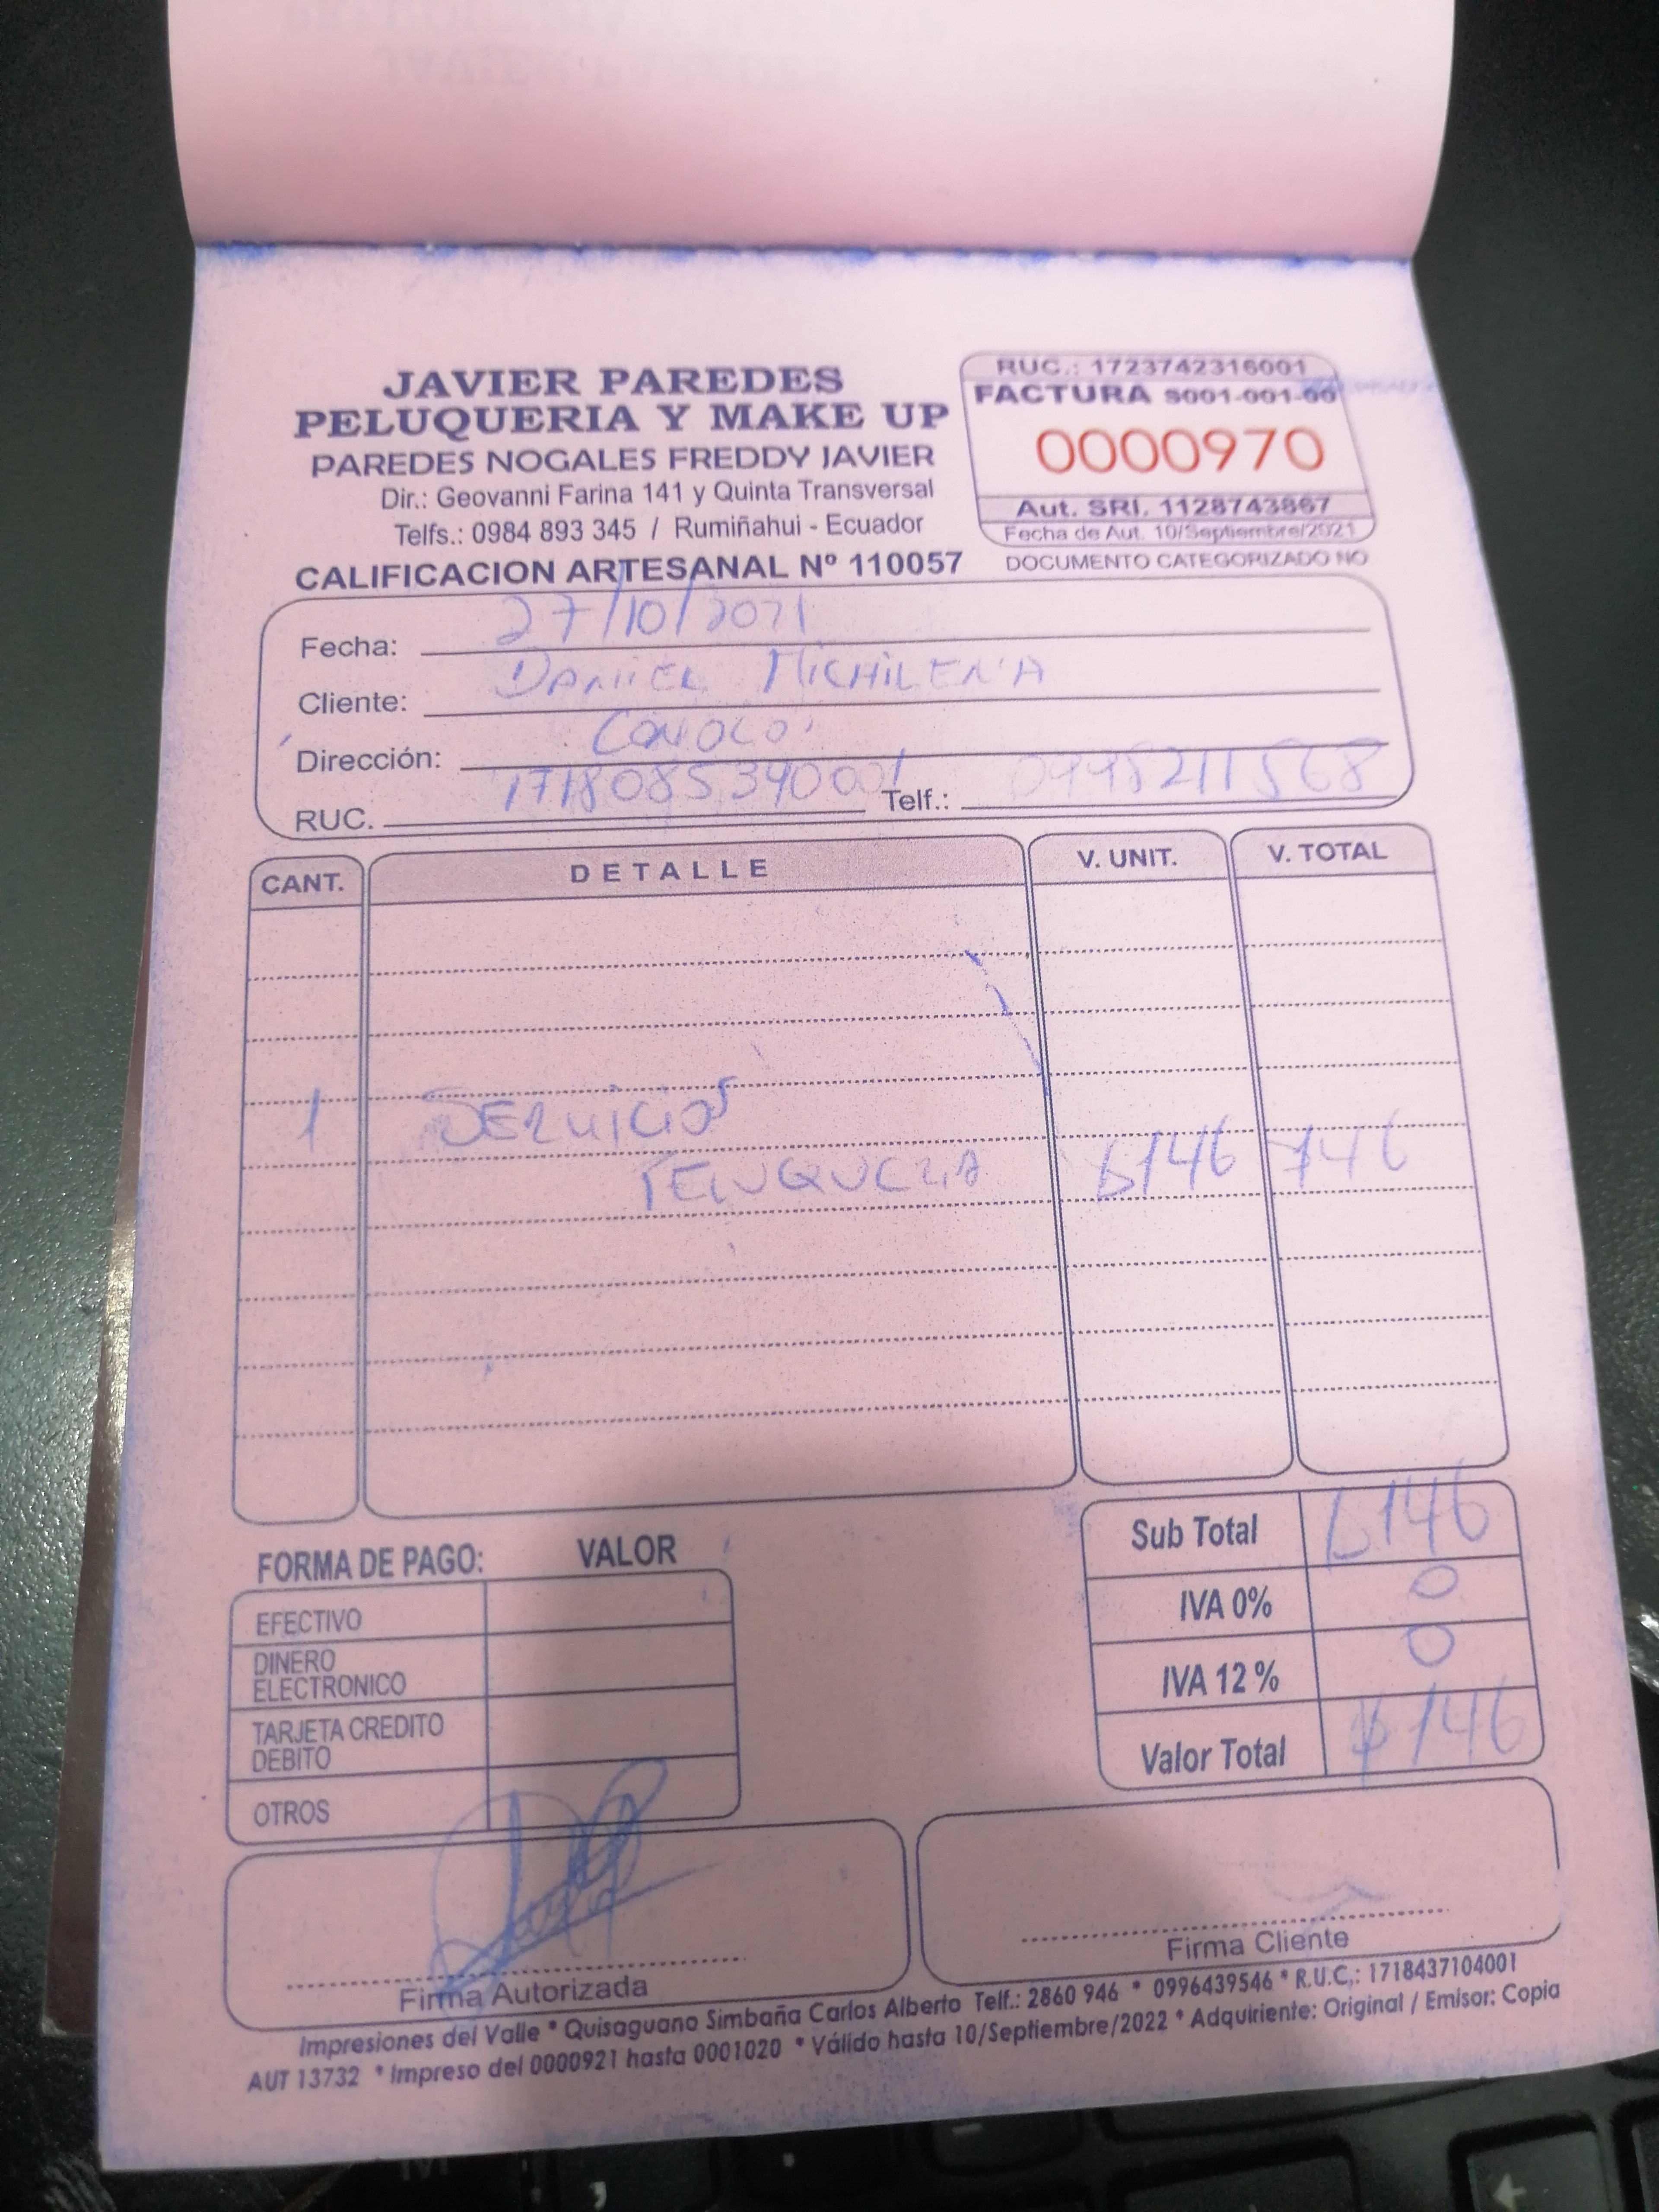 JAVIER PAREDES
PELUQUERIA Y MAKE UP
PAREDES NOGALES FREDDY JAVIER
Dir.: Geovanni Farina 141 y Quinta Transversal
Telfs.: 0984 893 345 / Rumiñahui - Ecuador
CALIFICACION ARTESANAL Nº 110057
RUC.: 1723742316001
FACTURA S001-001-00
0000970
Aut. SRI. 1128743867
Fecha de Aut. 10/Septiembre/2021
DOCUMENTO CATEGORIZADO NO
Fecha: 27/10/2021
Cliente: DANIEL MICHILENA
Dirección: CONOCO
RUC. 1718085390001 Telf.: 0998211568
CANT. DETALLE V. UNIT. V. TOTAL
1 SERVICIOS
PELUQUERIA $146 146
Sub Total $146
IVA 0% 0
IVA 12 % 0
Valor Total $146
FORMA DE PAGO: VALOR
EFECTIVO
DINERO
ELECTRONICO
TARJETA CREDITO
DEBITO
OTROS
Firma Autorizada
Firma Cliente
Impresiones del Valle * Quisaguano Simbaña Carlos Alberto Telf.: 2860 946 * 0996439546 * R.U.C,: 1718437104001
AUT 13732 * Impreso del 0000921 hasta 0001020 * Válido hasta 10/Septiembre/2022 * Adquiriente: Original / Emisor: Copia